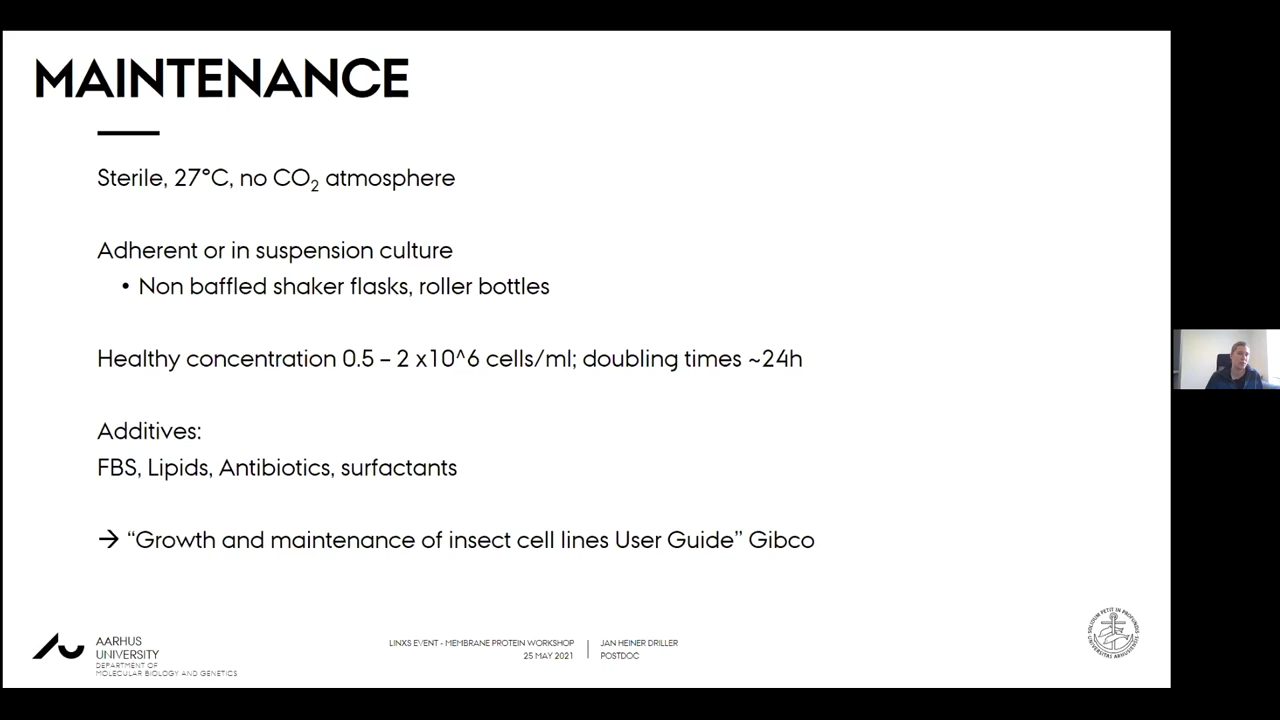 MAINTENANCE
Sterile, 27°C, no CO₂ atmosphere
Adherent or in suspension culture
• Non baffled shaker flasks, roller bottles
Healthy concentration 0.5 – 2 x10^6 cells/ml; doubling times ~24h
Additives:
FBS, Lipids, Antibiotics, surfactants
→ “Growth and maintenance of insect cell lines User Guide” Gibco
AARHUS
UNIVERSITY
DEPARTMENT OF
MOLECULAR BIOLOGY AND GENETICS
LINXS EVENT - MEMBRANE PROTEIN WORKSHOP
25 MAY 2021
JAN HEINER DRILLER
POSTDOC